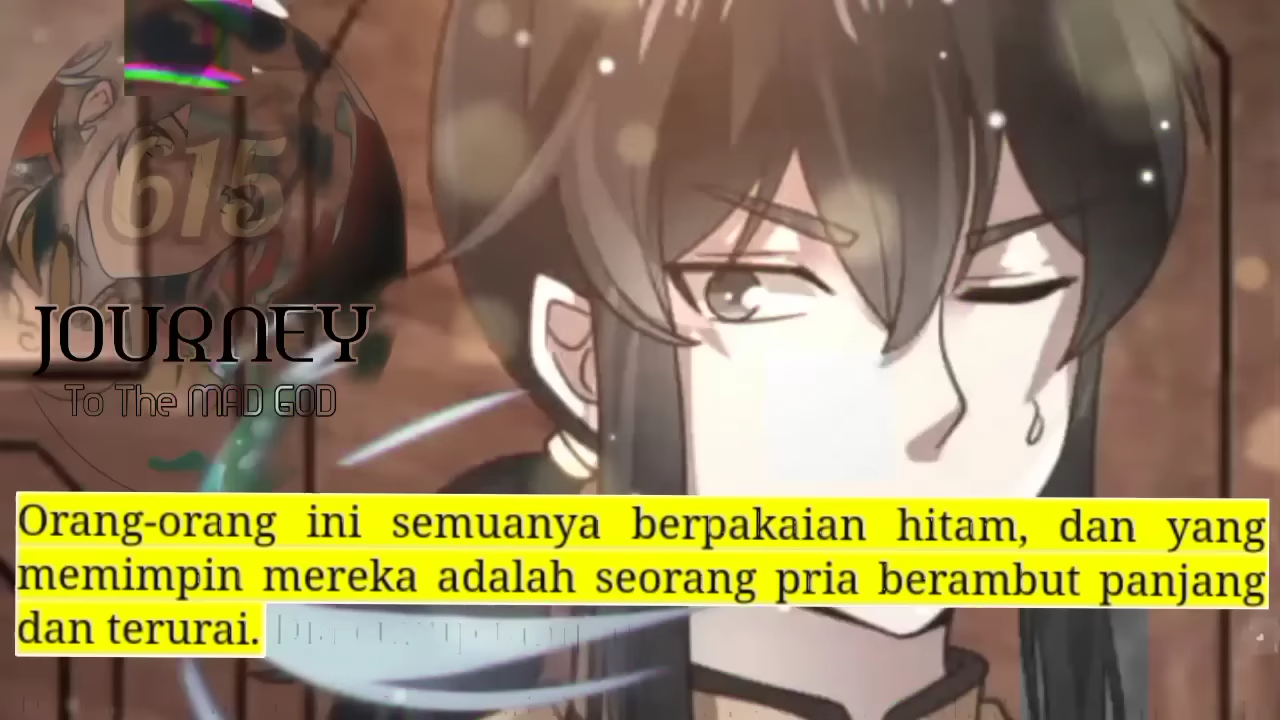 615
JOURNEY
To The MAD GOD
Orang-orang ini semuanya berpakaian hitam, dan yang
memimpin mereka adalah seorang pria berambut panjang
dan terurai.